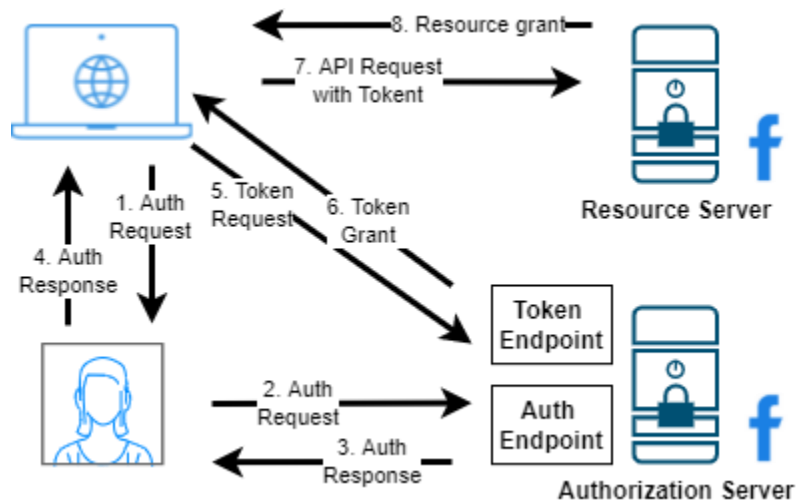 8. Resource grant
7. API Request
with Tokent
Resource Server
1. Auth
Request
5. Token
Request
6. Token
Grant
4. Auth
Response
Token
Endpoint
2. Auth
Request
Auth
Endpoint
3. Auth
Response
Authorization Server